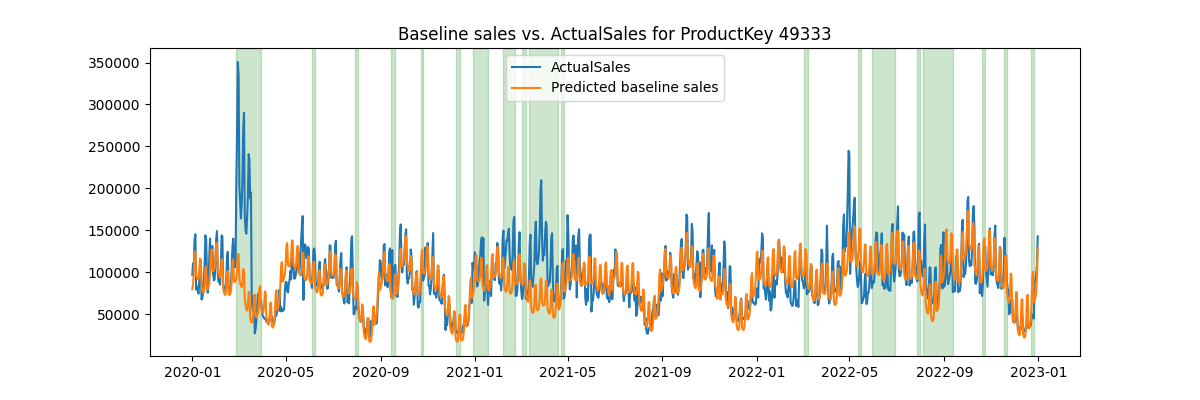 Baseline sales vs. ActualSales for ProductKey 49333
ActualSales
Predicted baseline sales
350000
300000
250000
200000
150000
100000
50000
2020-01 2020-05 2020-09 2021-01 2021-05 2021-09 2022-01 2022-05 2022-09 2023-01